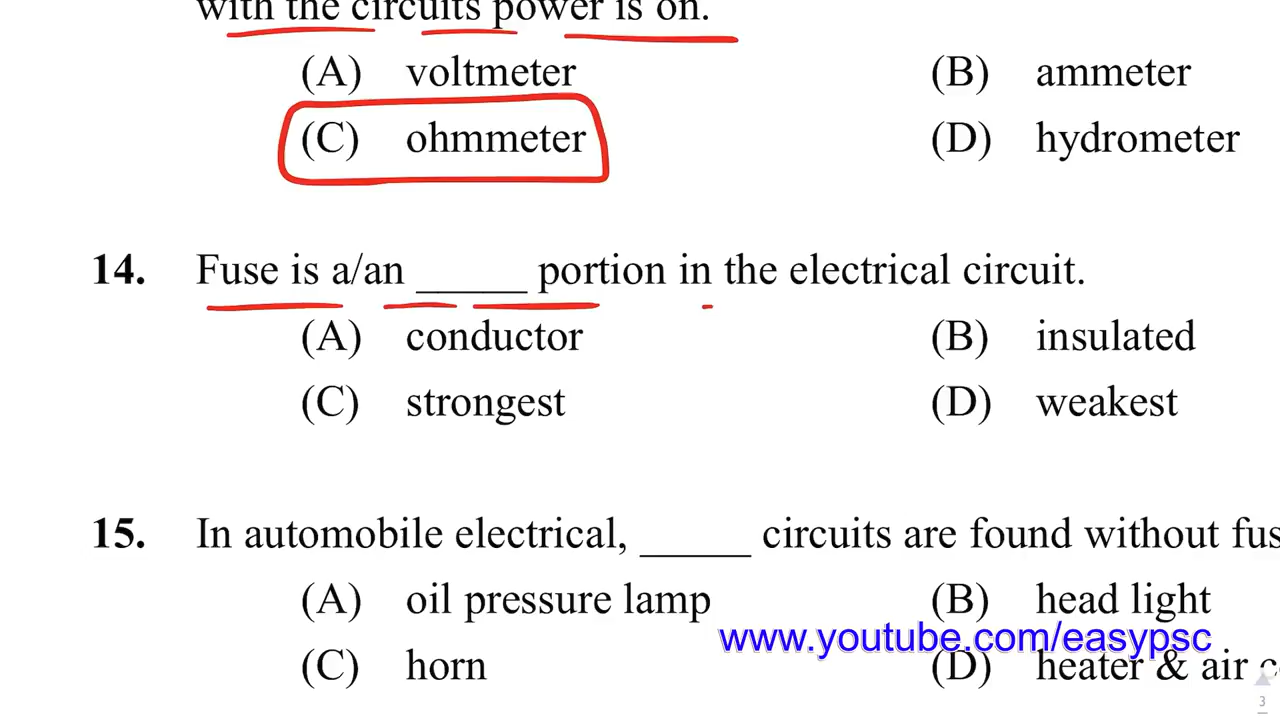 with the circuits power is on.
(A) voltmeter (B) ammeter
(C) ohmmeter (D) hydrometer
14. Fuse is a/an _____ portion in the electrical circuit.
(A) conductor (B) insulated
(C) strongest (D) weakest
15. In automobile electrical, _____ circuits are found without fus
(A) oil pressure lamp (B) head light
www.youtube.com/easypsc
(C) horn (D) heater & air c
3